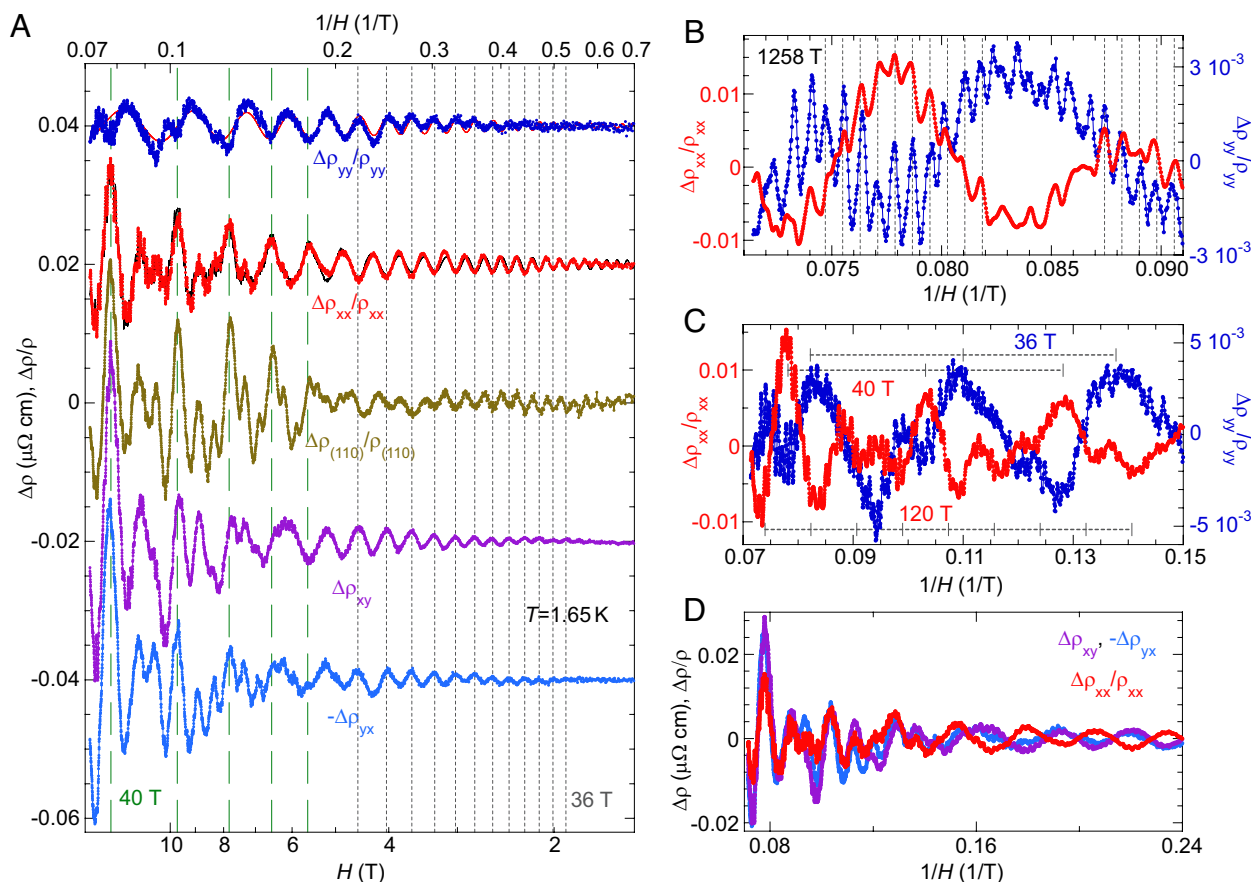 A
1/H (1/T)
0.07 0.1 0.2 0.3 0.4 0.5 0.6 0.7
Δρ (μΩ cm), Δρ/ρ
0.04
0.02
0
-0.02
-0.04
-0.06
Δρyy/ρyy
Δρxx/ρxx
Δρ(110)/ρ(110)
Δρxy
T=1.65 K
-Δρyx
40 T
36 T
10 8 6 4 2
H (T)
B
1258 T
Δρxx/ρxx
0.01
0
-0.01
3 10-3
0
-3 10-3
Δρyy/ρyy
0.075 0.080 0.085 0.090
1/H (1/T)
C
36 T
40 T
120 T
Δρxx/ρxx
0.01
0
-0.01
5 10-3
0
-5 10-3
Δρyy/ρyy
0.07 0.09 0.11 0.13 0.15
1/H (1/T)
D
Δρxy, -Δρyx
Δρxx/ρxx
Δρ (μΩ cm), Δρ/ρ
0.02
0
-0.02
0.08 0.16 0.24
1/H (1/T)